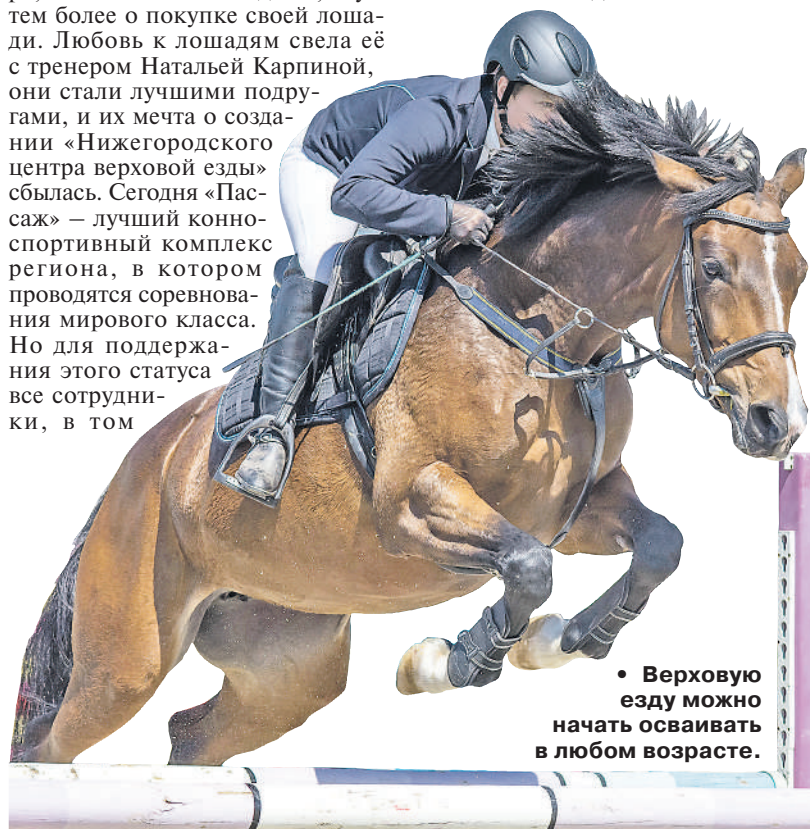 тем более о покупке своей лоша-
ди. Любовь к лошадям свела её
с тренером Натальей Карпиной,
они стали лучшими подру-
гами, и их мечта о созда-
нии «Нижегородского
центра верховой езды»
сбылась. Сегодня «Пас-
саж» – лучший конно-
спортивный комплекс
региона, в котором
проводятся соревнова-
ния мирового класса.
Но для поддержа-
ния этого статуса
все сотрудни-
ки, в том
• Верховую
езду можно
начать осваивать
в любом возрасте.